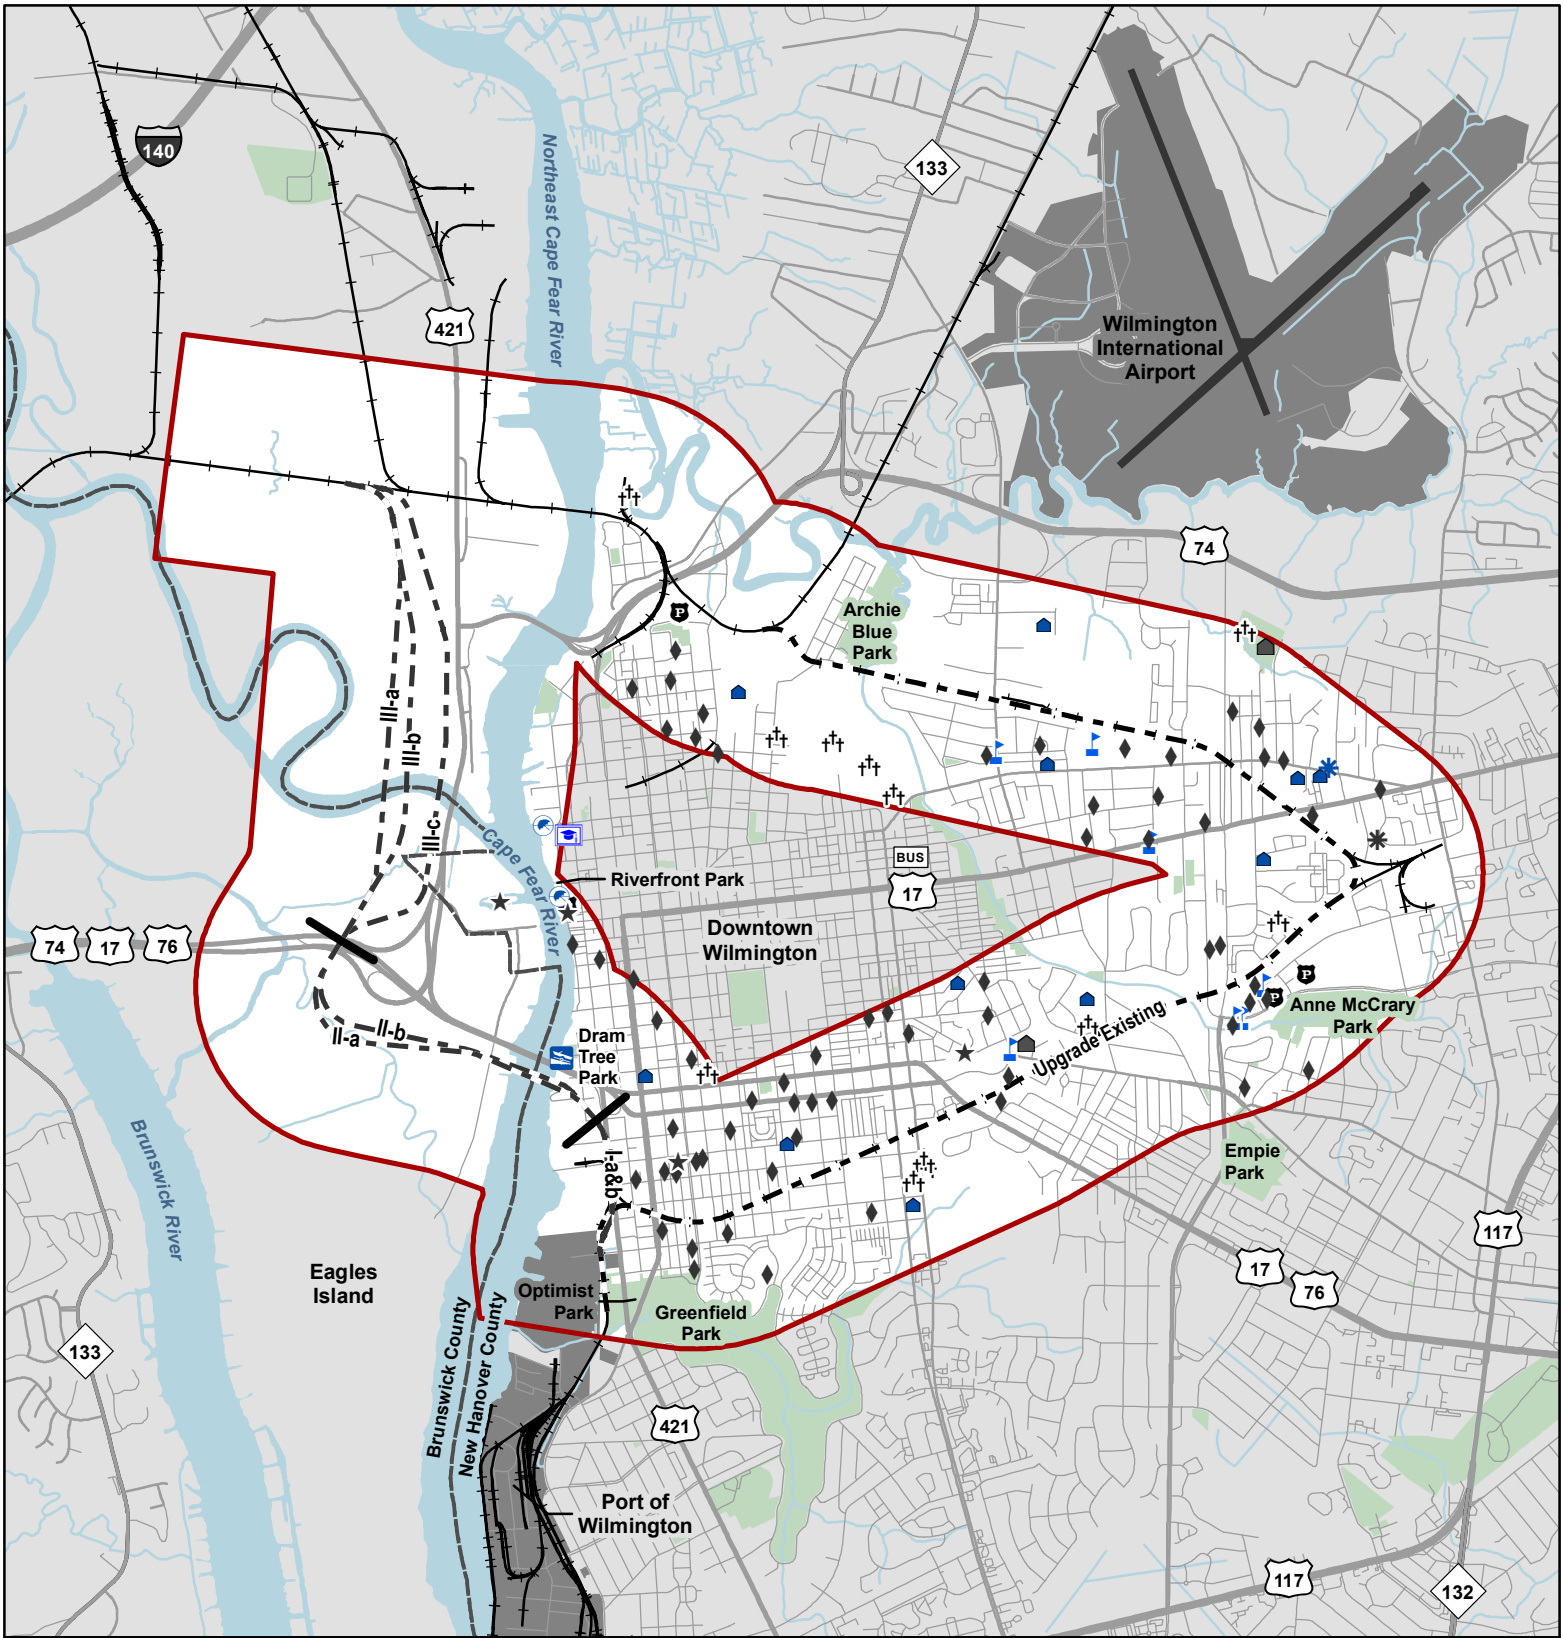 140
133
Northeast Cape Fear River
421
Wilmington
International
Airport
74
P
Archie
Blue
Park
III-a
III-b
III-c
Cape Fear River
Riverfront Park
BUS
17
Downtown
Wilmington
74
17
76
P
P
Anne McCrary
Park
II-a
II-b
Dram
Tree
Park
Upgrade Existing
I-a&b
Empie
Park
Brunswick River
117
Eagles
Island
Optimist
Park
Greenfield
Park
17
76
133
Brunswick County
New Hanover County
421
Port of
Wilmington
117
132